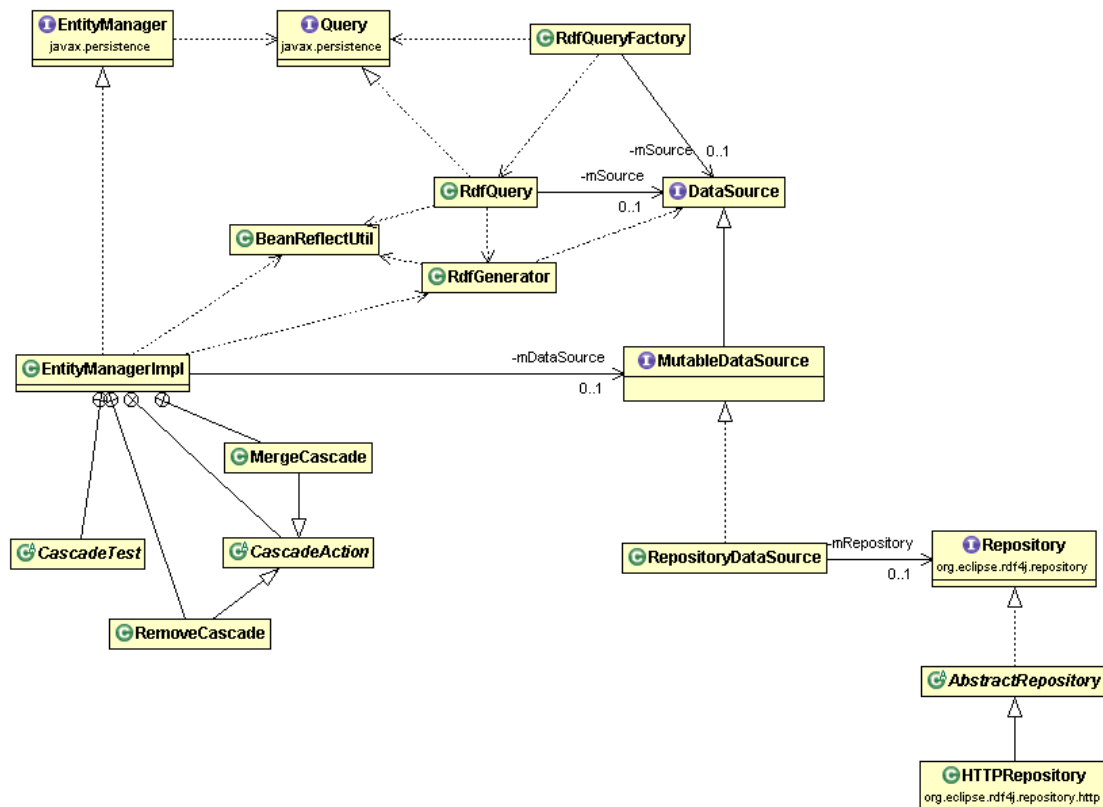 EntityManager
javax.persistence
Query
javax.persistence
RdfQueryFactory
-mSource
0..1
RdfQuery
-mSource
0..1
DataSource
BeanReflectUtil
RdfGenerator
EntityManagerImpl
-mDataSource
0..1
MutableDataSource
MergeCascade
CascadeTest
CascadeAction
RepositoryDataSource
-mRepository
0..1
Repository
org.eclipse.rdf4j.repository
RemoveCascade
AbstractRepository
HTTPRepository
org.eclipse.rdf4j.repository.http